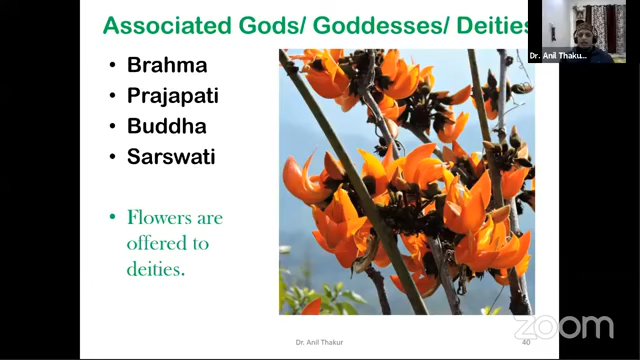 Associated Gods/ Goddesses/ Deities
Dr. Anil Thaku...
• Brahma
• Prajapati
• Buddha
• Sarswati
• Flowers are
offered to
deities.
zoom
Dr. Anil Thakur
40